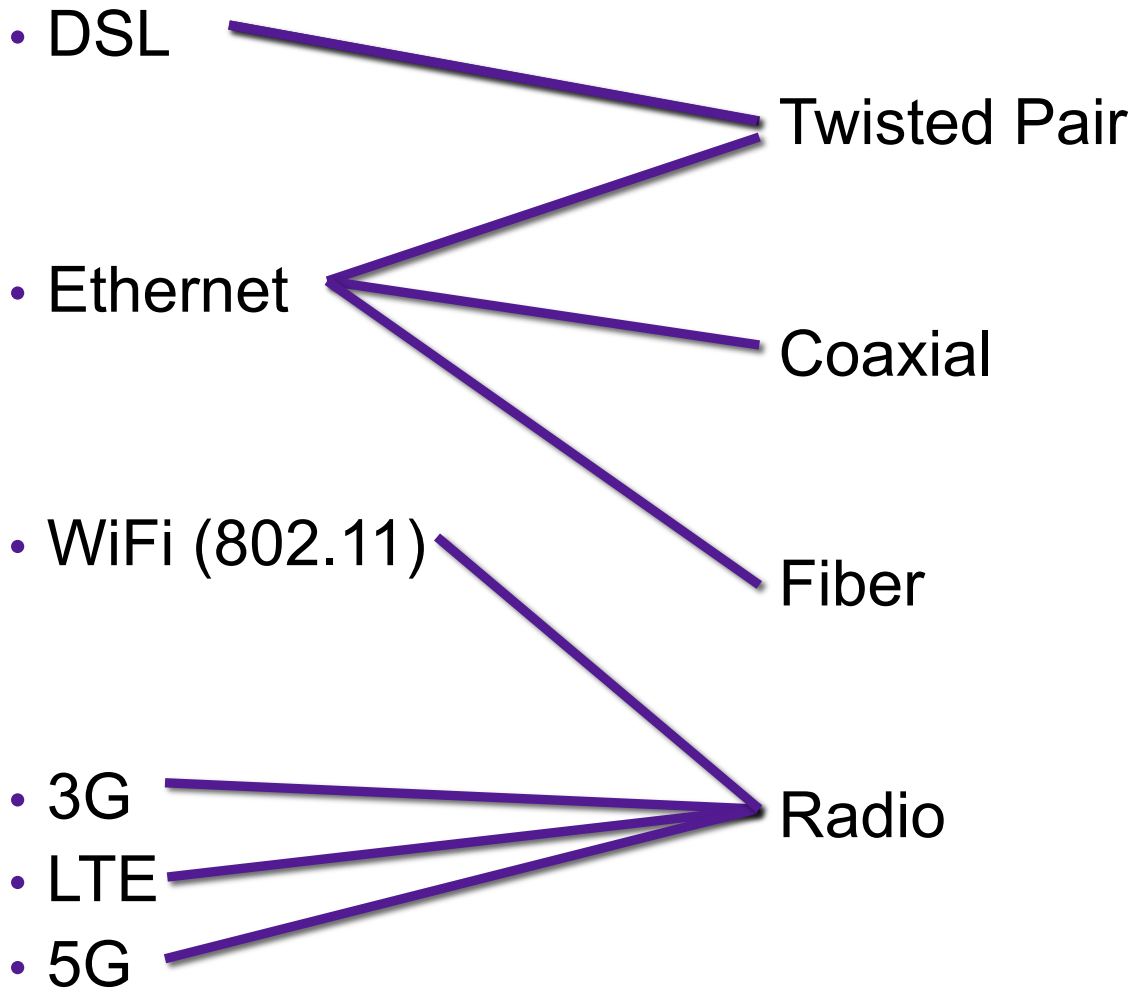 • DSL
Twisted Pair
• Ethernet
Coaxial
• WiFi (802.11)
Fiber
• 3G
Radio
• LTE
• 5G